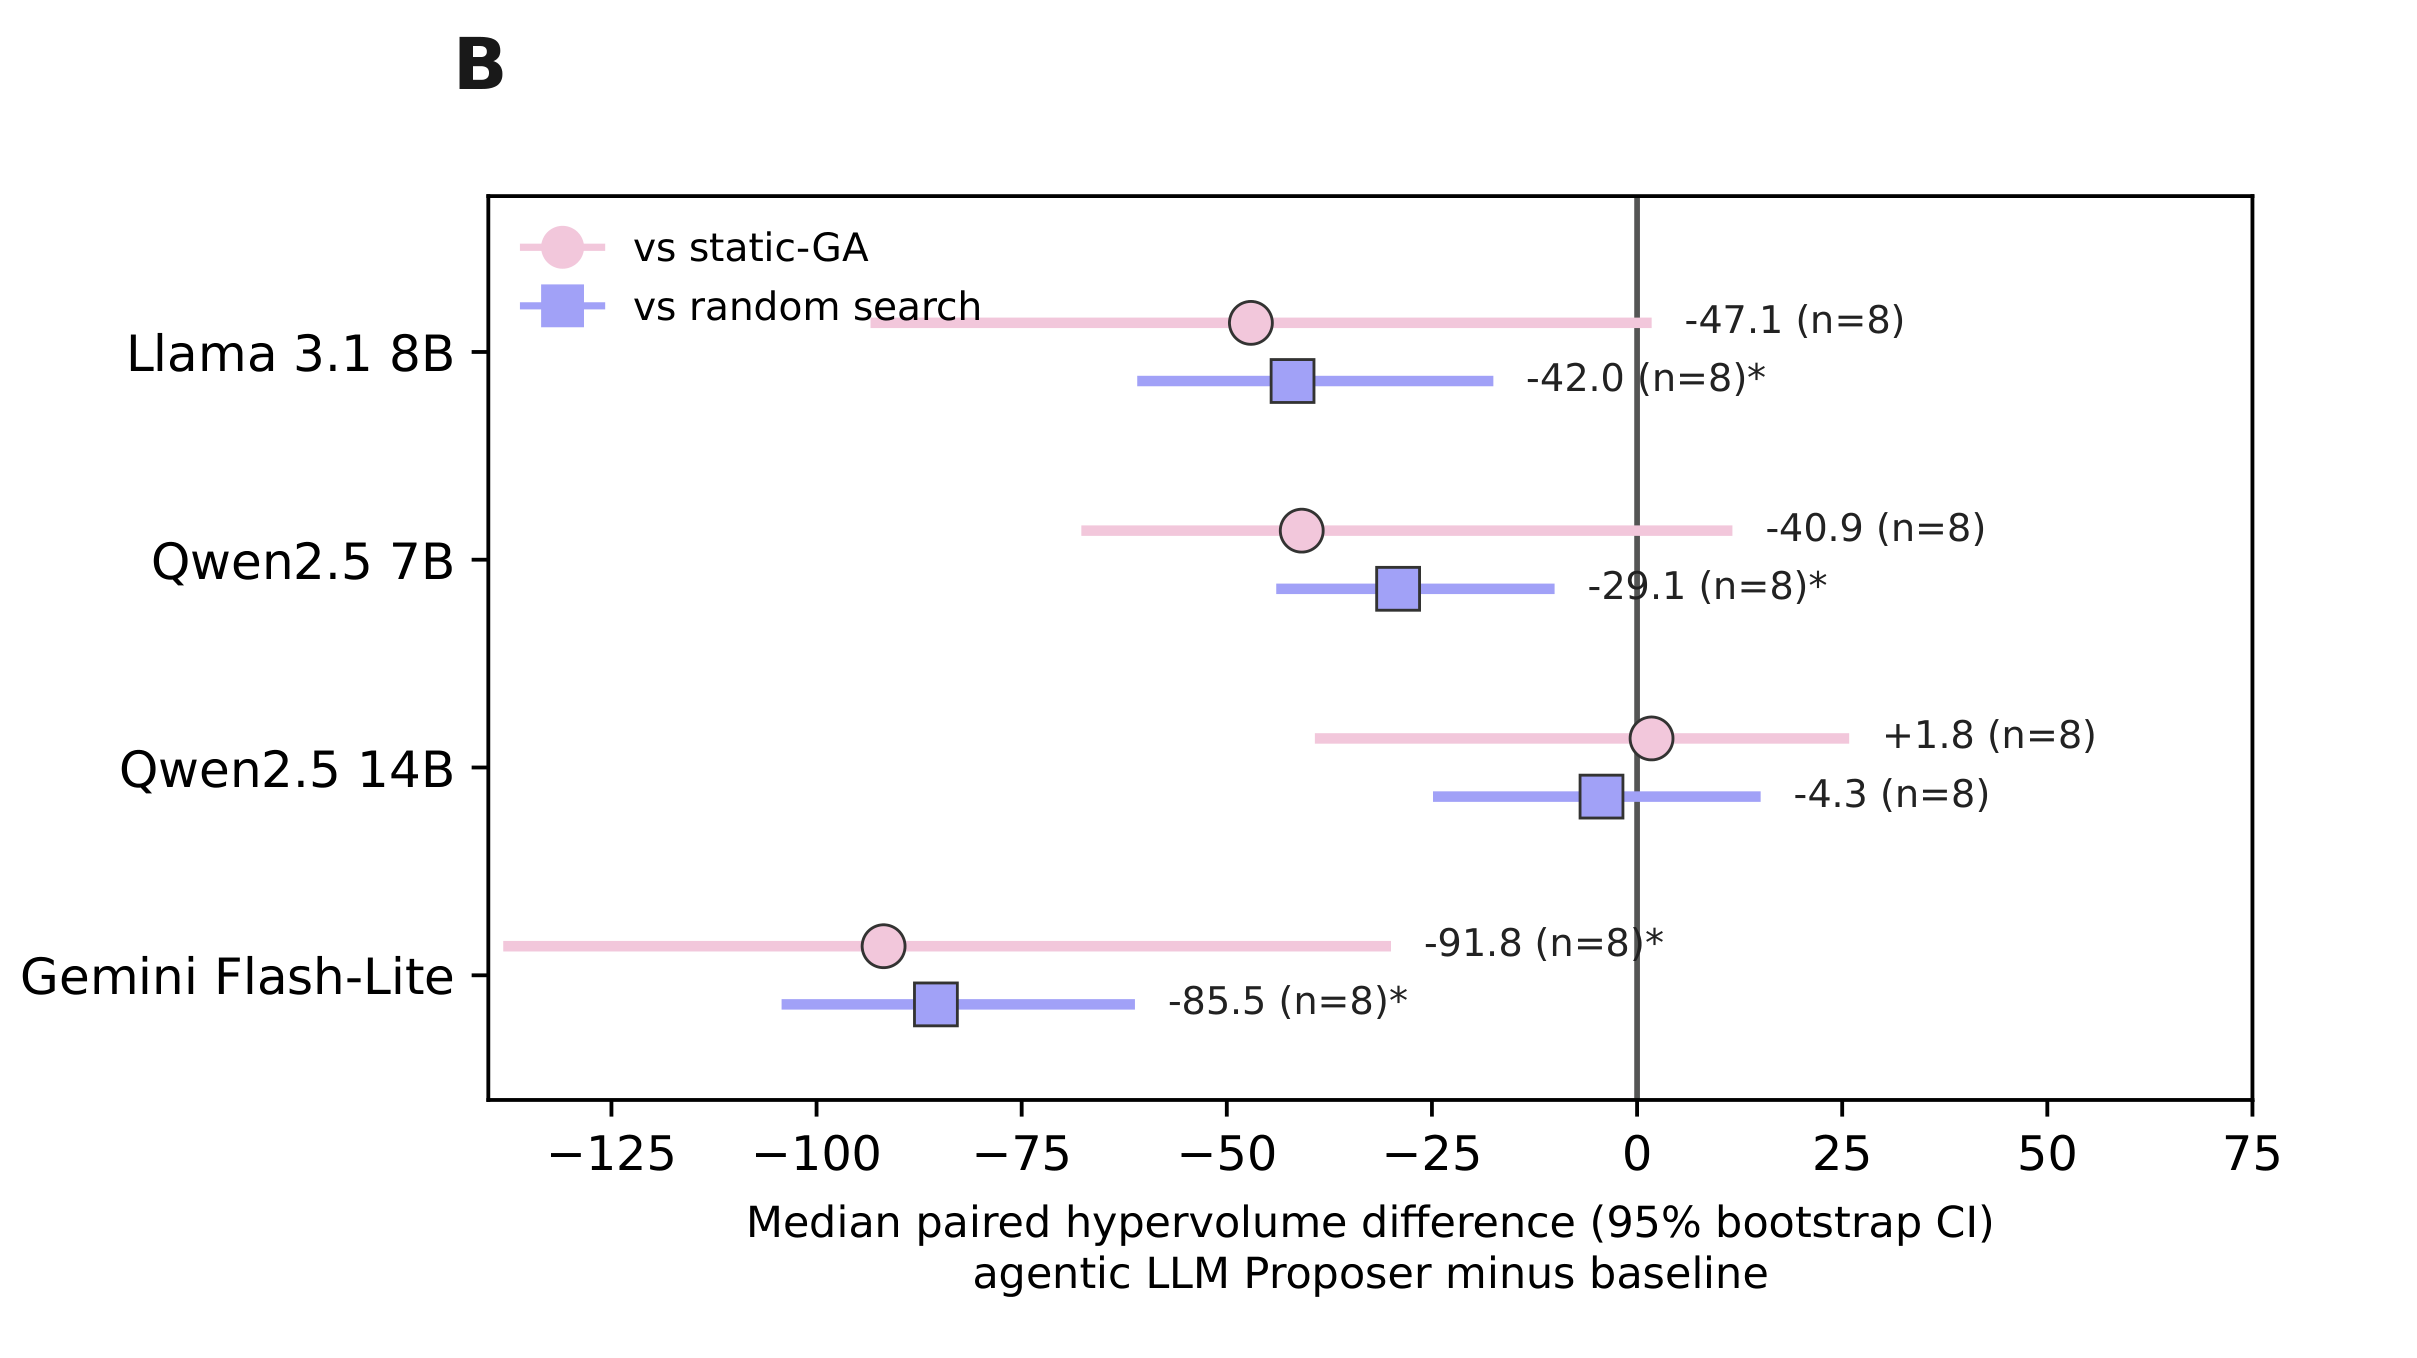 B
vs static-GA
vs random search
Llama 3.1 8B
-47.1 (n=8)
-42.0 (n=8)*
Qwen2.5 7B
-40.9 (n=8)
-29.1 (n=8)*
Qwen2.5 14B
+1.8 (n=8)
-4.3 (n=8)
Gemini Flash-Lite
-91.8 (n=8)*
-85.5 (n=8)*
−125 −100 −75 −50 −25 0 25 50 75
Median paired hypervolume difference (95% bootstrap CI)
agentic LLM Proposer minus baseline